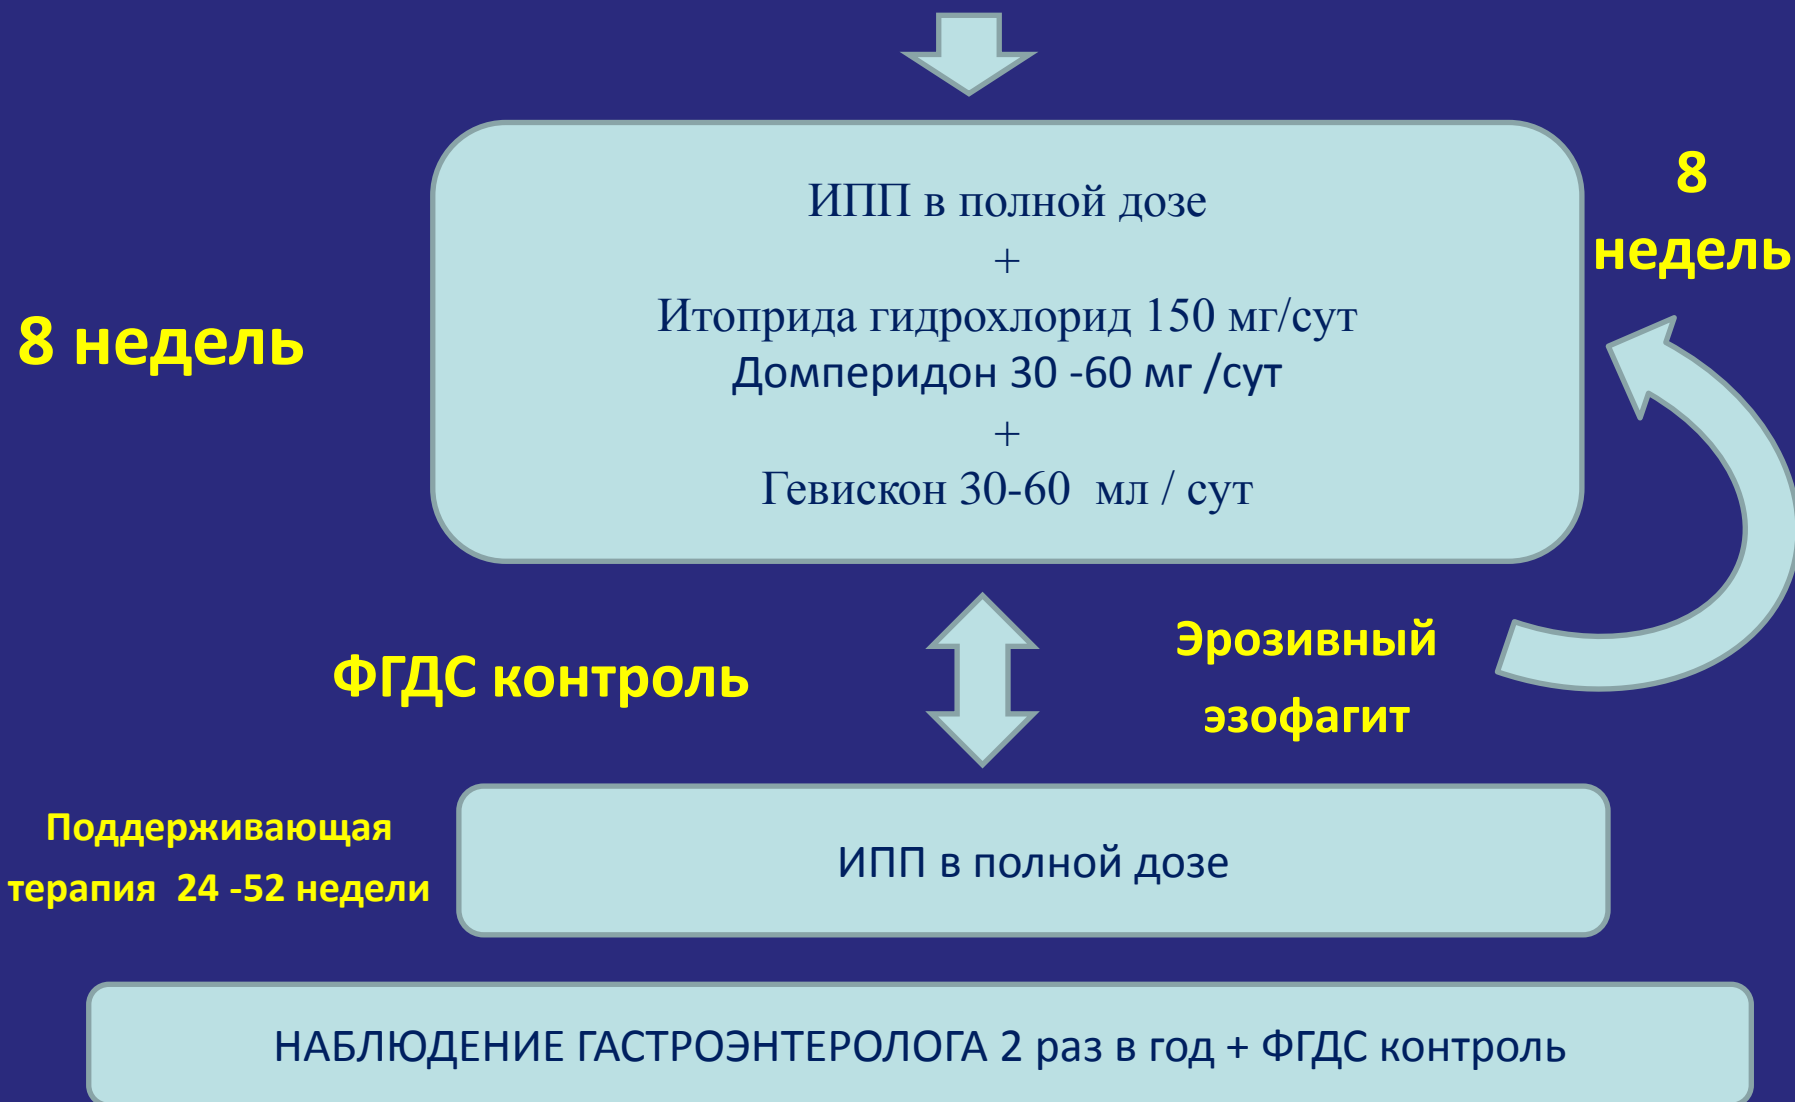 8 недель
ИПП в полной дозе
+
Итоприда гидрохлорид 150 мг/сут
Домперидон 30 -60 мг /сут
+
Гевискон 30-60  мл / сут
8
недель
ФГДС контроль
Эрозивный
эзофагит
Поддерживающая
терапия  24 -52 недели
ИПП в полной дозе
НАБЛЮДЕНИЕ ГАСТРОЭНТЕРОЛОГА 2 раз в год + ФГДС контроль